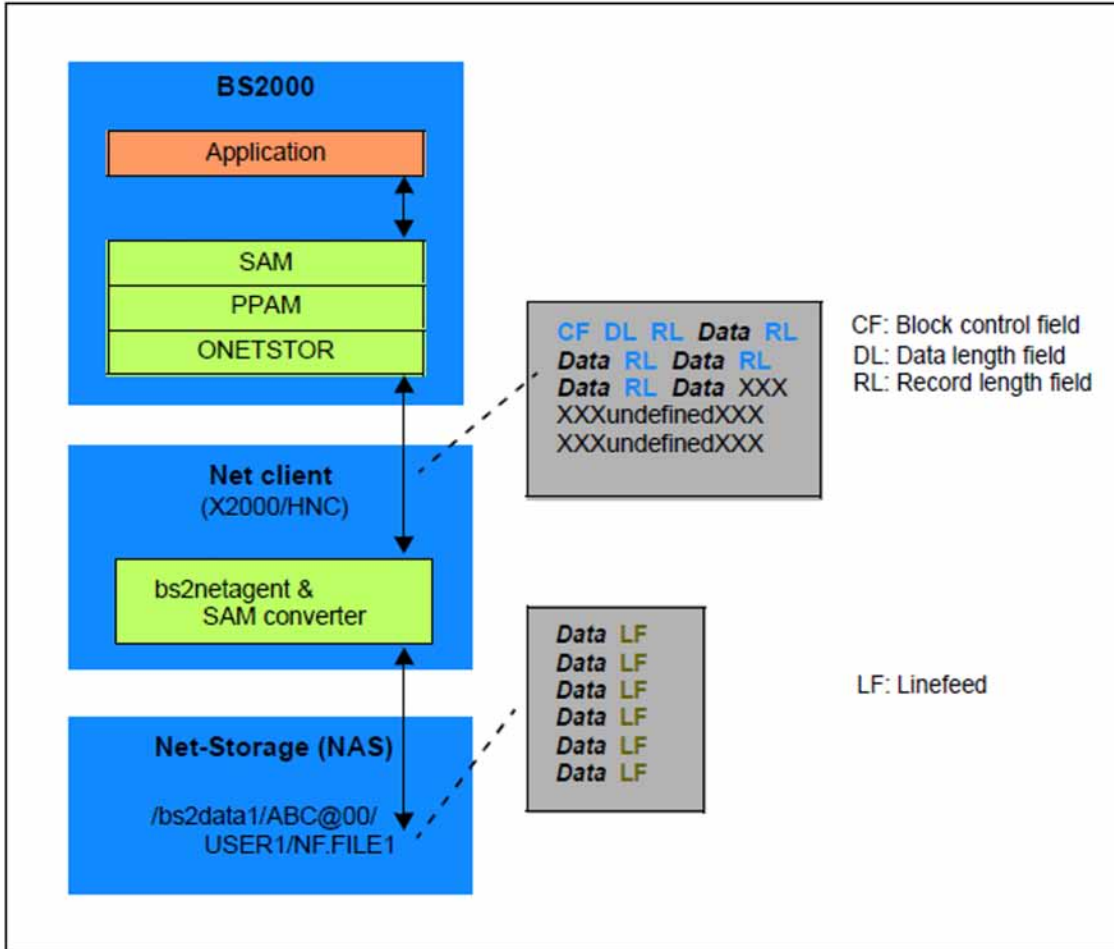 BS2000
Application
SAM
PPAM
ONETSTOR
CF DL RL Data RL
Data RL Data RL
Data RL Data XXX
XXXundefinedXXX
XXXundefinedXXX
CF: Block control field
DL: Data length field
RL: Record length field
Net client
(X2000/HNC)
bs2netagent &
SAM converter
Data LF
Data LF
Data LF
Data LF
Data LF
Data LF
LF: Linefeed
Net-Storage (NAS)
/bs2data1/ABC@00/
USER1/NF.FILE1